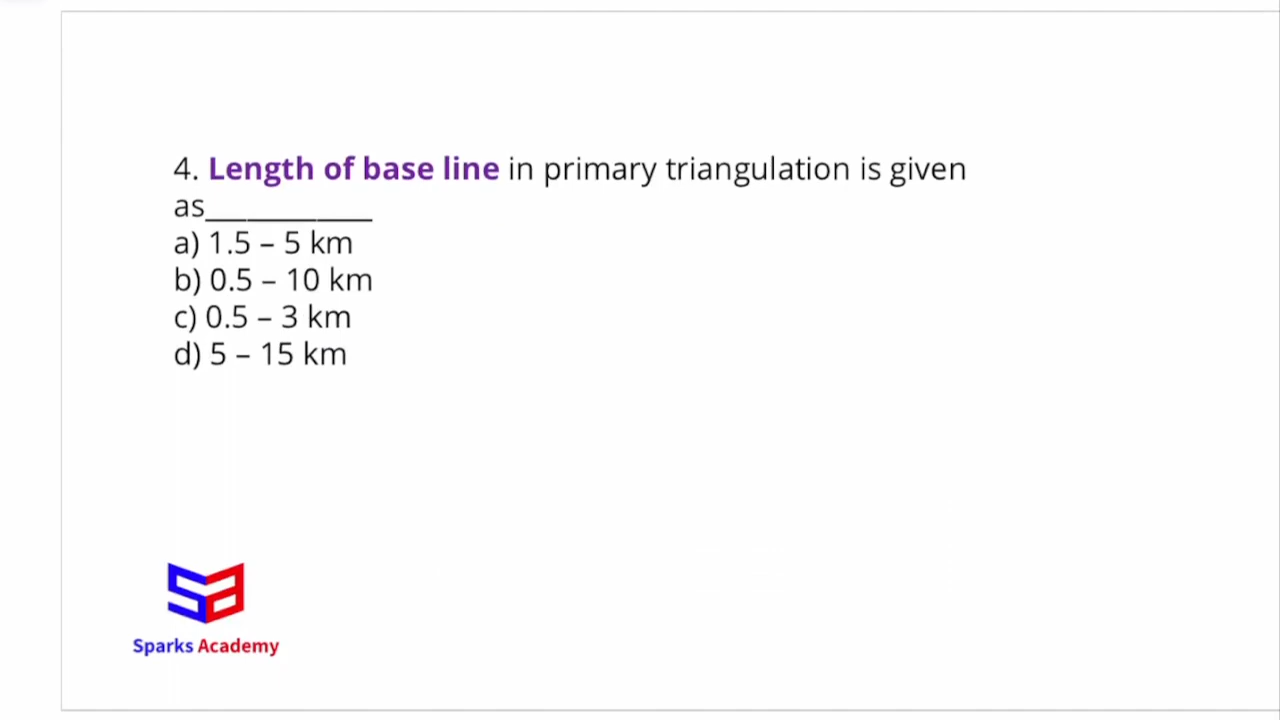 4. Length of base line in primary triangulation is given
as___________
a) 1.5 – 5 km
b) 0.5 – 10 km
c) 0.5 – 3 km
d) 5 – 15 km
Sparks Academy